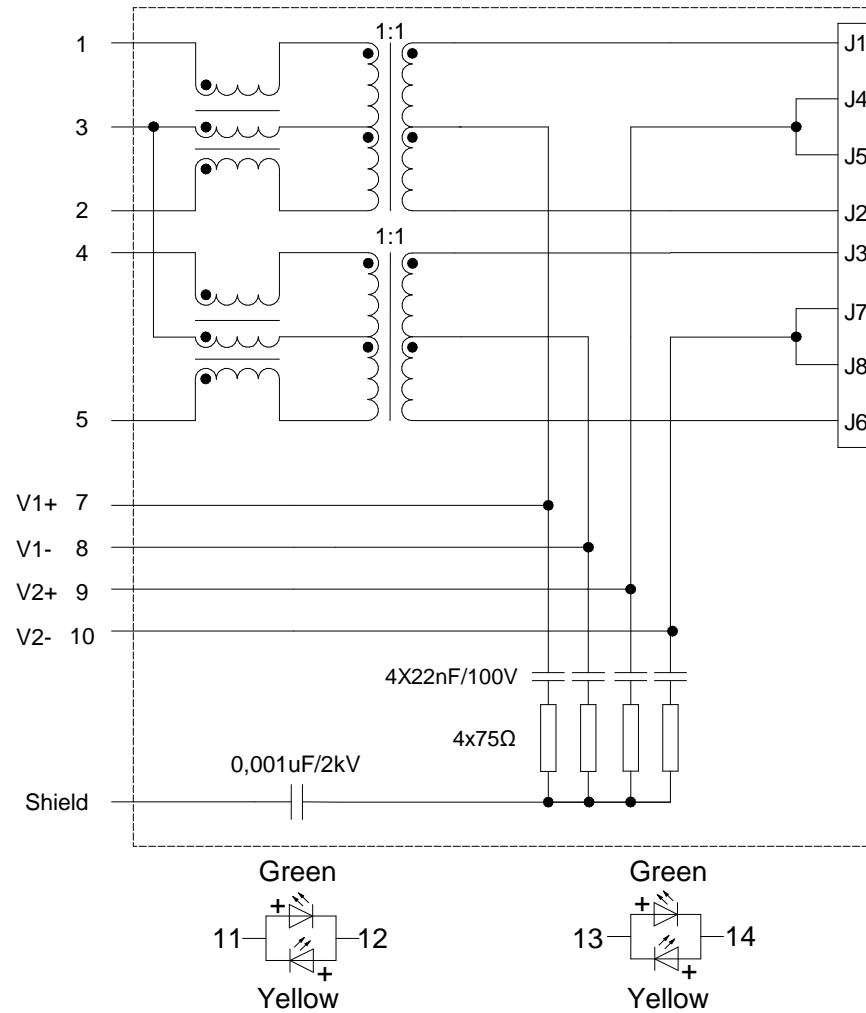 1:1
1
J1
J4
3
J5
2
J2
4
1:1
J3
J7
J8
5
J6
V1+ 7
V1- 8
V2+ 9
V2- 10
4X22nF/100V
4x75Ω
0,001uF/2kV
Shield
Green
Green
+
+
11
12
13
14
+
+
Yellow
Yellow